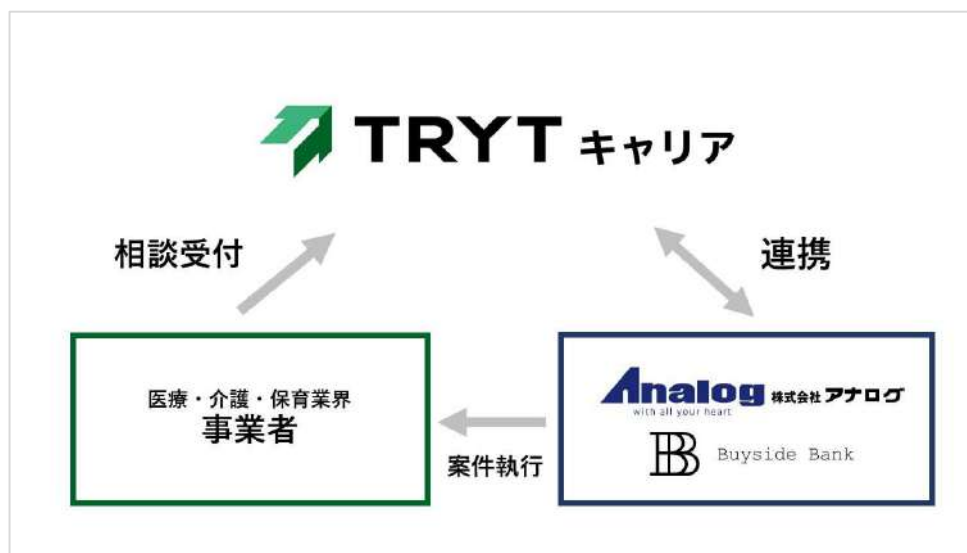 TRYT キャリア
相談受付
連携
医療・介護・保育業界
事業者
Analog 株式会社 アナログ
with all your heart
BB Buyside Bank
案件執行